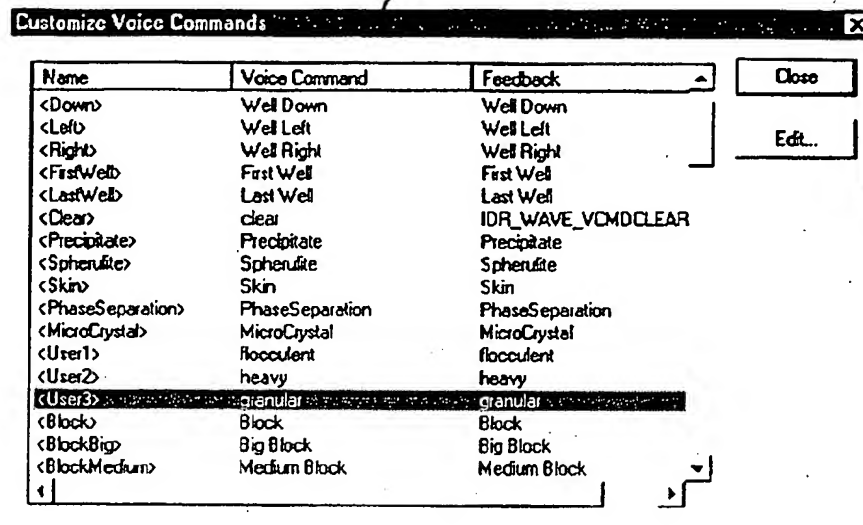 Customize Voice Commands
Name Voice Command Feedback Close
<Down> Well Down Well Down
<Left> Well Left Well Left Edit...
<Right> Well Right Well Right
<FirstWell> First Well First Well
<LastWell> Last Well Last Well
<Clear> clear IDR_WAVE_VCMDCLEAR
<Precipitate> Precipitate Precipitate
<Spherulite> Spherulite Spherulite
<Skin> Skin Skin
<PhaseSeparation> PhaseSeparation PhaseSeparation
<MicroCrystal> MicroCrystal MicroCrystal
<User1> flocculent flocculent
<User2> heavy heavy
<User3> granular granular
<Block> Block Block
<BlockBig> Big Block Big Block
<BlockMedium> Medium Block Medium Block